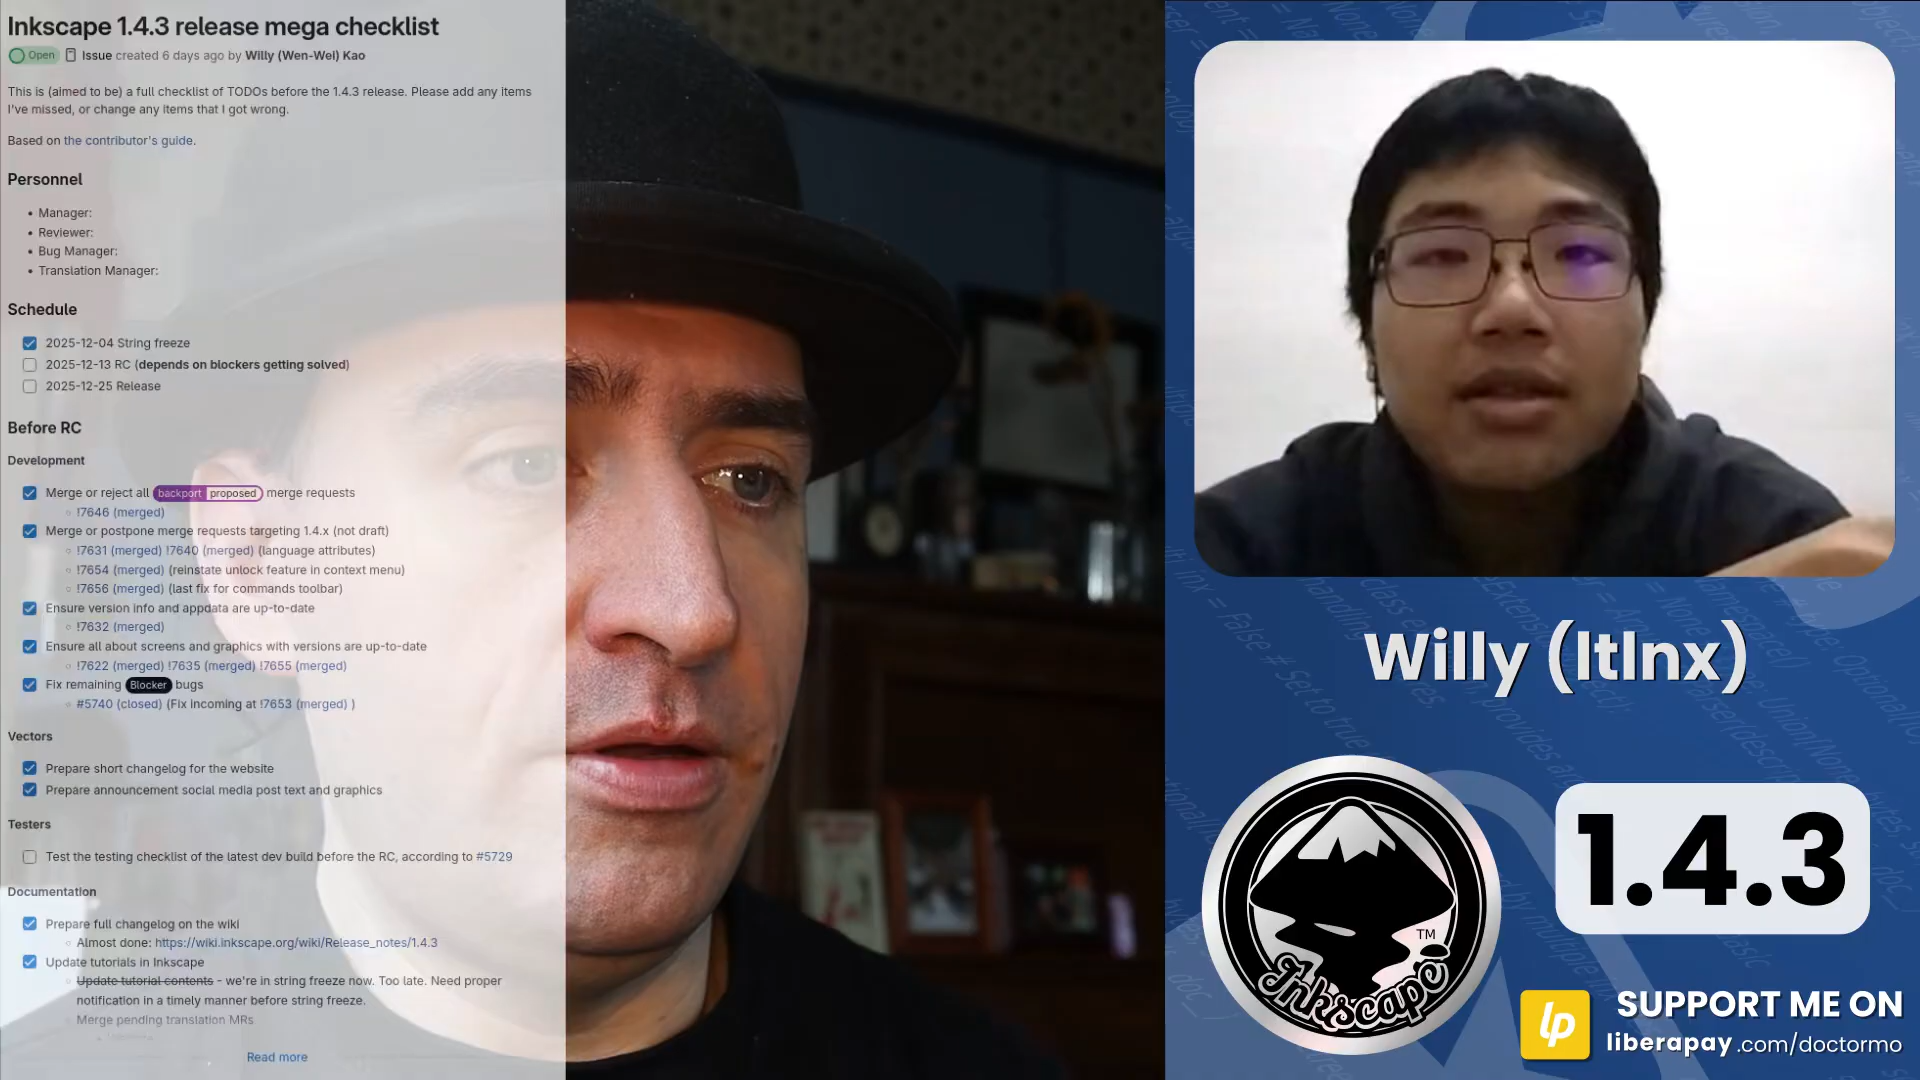 Inkscape 1.4.3 release mega checklist
Open Issue created 6 days ago by Willy (Wen-Wei) Kao
This is (aimed to be) a full checklist of TODOs before the 1.4.3 release. Please add any items
I've missed, or change any items that I got wrong.
Based on the contributor's guide.
Personnel
• Manager:
• Reviewer:
• Bug Manager:
• Translation Manager:
Schedule
2025-12-04 String freeze
2025-12-13 RC (depends on blockers getting solved)
2025-12-25 Release
Before RC
Development
Merge or reject all backport proposed merge requests
!7646 (merged)
Merge or postpone merge requests targeting 1.4.x (not draft)
!7631 (merged) !7640 (merged) (language attributes)
!7654 (merged) (reinstate unlock feature in context menu)
!7656 (merged) (last fix for commands toolbar)
Ensure version info and appdata are up-to-date
!7632 (merged)
Ensure all about screens and graphics with versions are up-to-date
!7622 (merged) !7635 (merged) !7655 (merged)
Fix remaining Blocker bugs
#5740 (closed) (Fix incoming at !7653 (merged) )
Vectors
Prepare short changelog for the website
Prepare announcement social media post text and graphics
Testers
Test the testing checklist of the latest dev build before the RC, according to #5729
Documentation
Prepare full changelog on the wiki
Almost done: https://wiki.inkscape.org/wiki/Release_notes/1.4.3
Update tutorials in Inkscape
Update tutorial contents - we're in string freeze now. Too late. Need proper
notification in a timely manner before string freeze.
Merge pending translation MRs
Read more
Willy (ltlnx)
Inkscape
TM
1.4.3
lp
SUPPORT ME ON
liberapay.com/doctormo